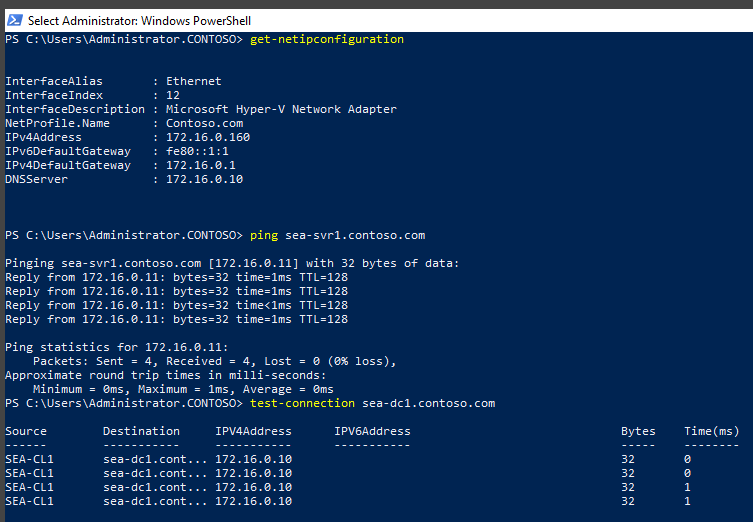 Select Administrator: Windows PowerShell
PS C:\Users\Administrator.CONTOSO> get-netipconfiguration
InterfaceAlias       : Ethernet
InterfaceIndex       : 12
InterfaceDescription : Microsoft Hyper-V Network Adapter
NetProfile.Name      : Contoso.com
IPv4Address          : 172.16.0.160
IPv6DefaultGateway   : fe80::1:1
IPv4DefaultGateway   : 172.16.0.1
DNSServer            : 172.16.0.10
PS C:\Users\Administrator.CONTOSO> ping sea-svr1.contoso.com
Pinging sea-svr1.contoso.com [172.16.0.11] with 32 bytes of data:
Reply from 172.16.0.11: bytes=32 time=1ms TTL=128
Reply from 172.16.0.11: bytes=32 time=1ms TTL=128
Reply from 172.16.0.11: bytes=32 time<1ms TTL=128
Reply from 172.16.0.11: bytes=32 time=1ms TTL=128
Ping statistics for 172.16.0.11:
    Packets: Sent = 4, Received = 4, Lost = 0 (0% loss),
Approximate round trip times in milli-seconds:
    Minimum = 0ms, Maximum = 1ms, Average = 0ms
PS C:\Users\Administrator.CONTOSO> test-connection sea-dc1.contoso.com
Source        Destination     IPV4Address      IPV6Address                              Bytes    Time(ms)
------        -----------     -----------      -----------                              -----    --------
SEA-CL1       sea-dc1.cont... 172.16.0.10                                               32       0
SEA-CL1       sea-dc1.cont... 172.16.0.10                                               32       0
SEA-CL1       sea-dc1.cont... 172.16.0.10                                               32       1
SEA-CL1       sea-dc1.cont... 172.16.0.10                                               32       1